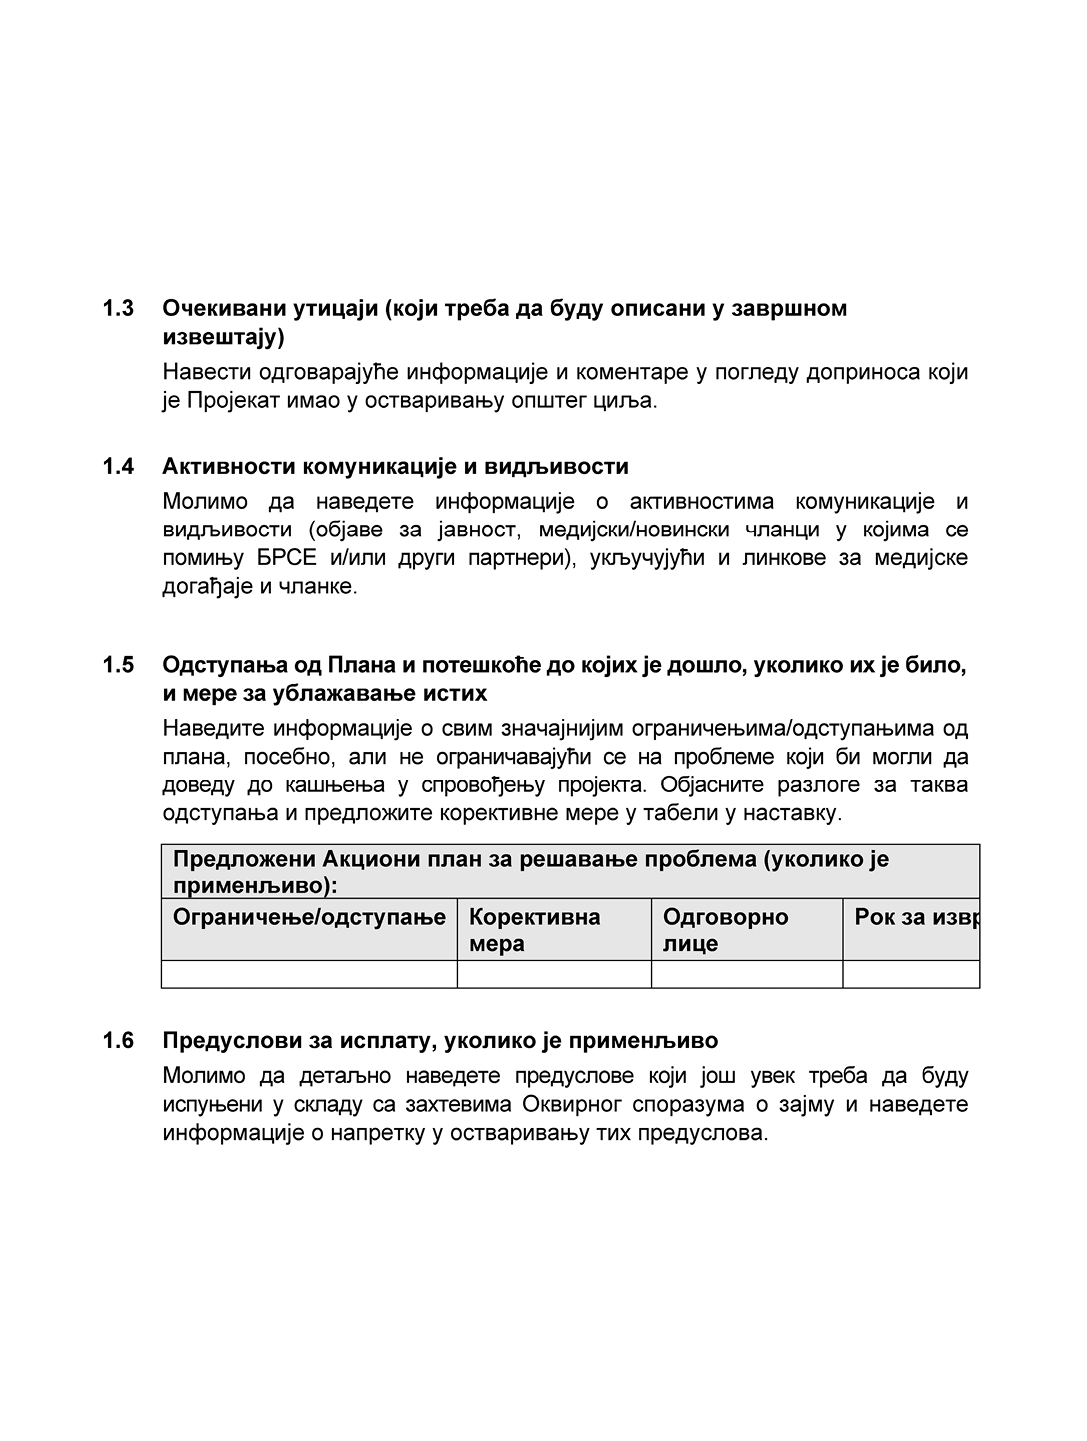 1.3 Очекивани утицаји (који треба да буду описани у завршном
извештају)
Навести одговарајуће информације и коментаре у погледу доприноса који
је Пројекат имао у остваривању општег циља.
1.4 Активности комуникације и видљивости
Молимо да наведете информације о активностима комуникације и
видљивости (објаве за јавност, медијски/новински чланци у којима се
помињу БРСЕ и/или други партнери), укључујући и линкове за медијске
догађаје и чланке.
1.5 Одступања од Плана и потешкоће до којих је дошло, уколико их је било,
и мере за ублажавање истих
Наведите информације о свим значајнијим ограничењима/одступањима од
плана, посебно, али не ограничавајући се на проблеме који би могли да
доведу до кашњења у спровођењу пројекта. Објасните разлоге за таква
одступања и предложите корективне мере у табели у наставку.
Предложени Акциони план за решавање проблема (уколико је
применљиво):
Ограничење/одступање Корективна Одговорно Рок за
мера лице
1.6 Предуслови за исплату, уколико је применљиво
Молимо да детаљно наведете предуслове који још увек треба да буду
испуњени у складу са захтевима Оквирног споразума о зајму и наведете
информације о напретку у остваривању тих предуслова.